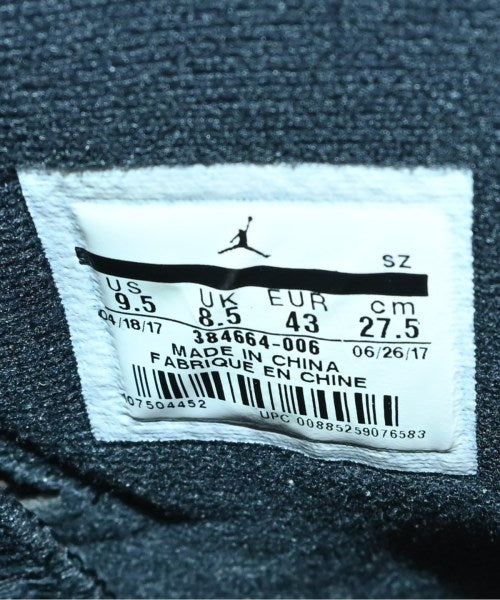 SZ
US UK EUR cm
9.5 8.5 43 27.5
04/18/17 384664-006 06/26/17
MADE IN CHINA
FABRIQUE EN CHINE
107504452 UPC 00885259076583